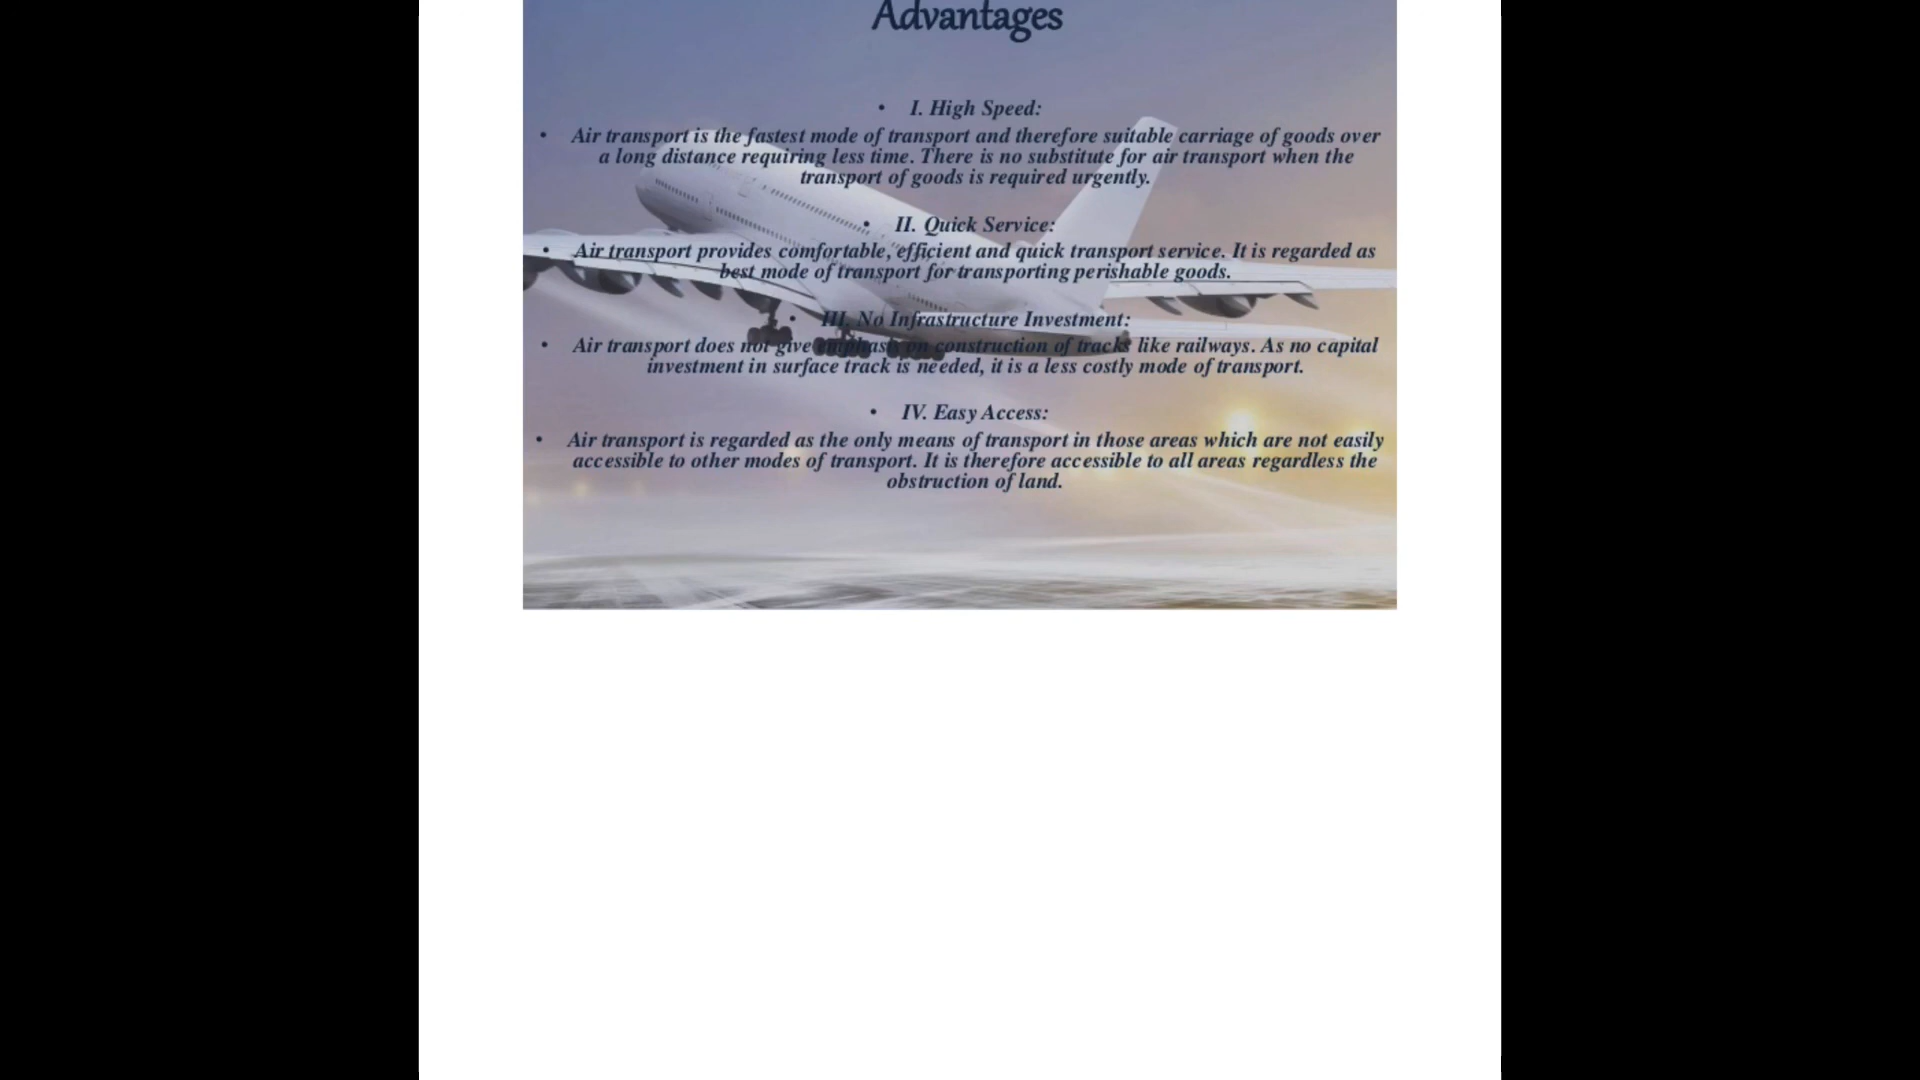 Advantages
• I. High Speed:
• Air transport is the fastest mode of transport and therefore suitable carriage of goods over
a long distance requiring less time. There is no substitute for air transport when the
transport of goods is required urgently.
• II. Quick Service:
• Air transport provides comfortable, efficient and quick transport service. It is regarded as
best mode of transport for transporting perishable goods.
• III. No Infrastructure Investment:
• Air transport does not give emphasis on construction of tracks like railways. As no capital
investment in surface track is needed, it is a less costly mode of transport.
• IV. Easy Access:
• Air transport is regarded as the only means of transport in those areas which are not easily
accessible to other modes of transport. It is therefore accessible to all areas regardless the
obstruction of land.